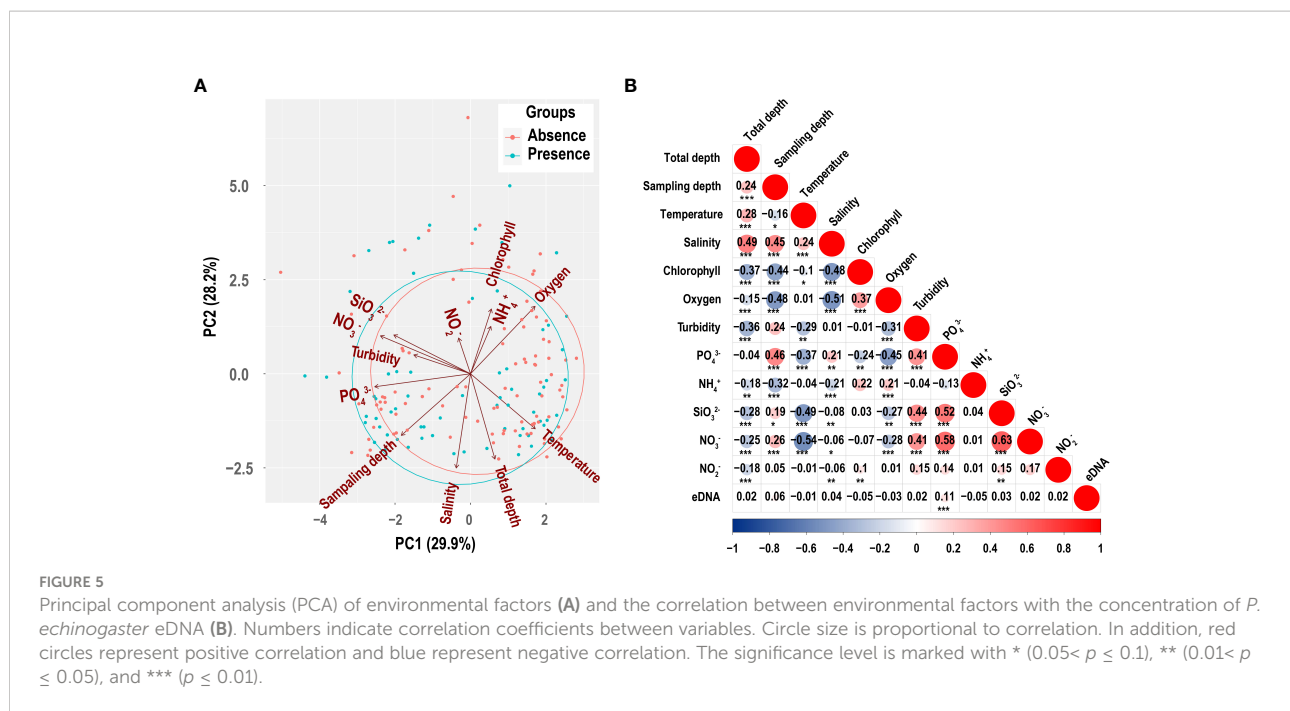 A
B
Groups
Absence
Presence
5.0
2.5
0.0
−2.5
−4
−2
0
2
PC1 (29.9%)
PC2 (28.2%)
Chlorophyll
Oxygen
NH4+
NO2-
SiO3 2-
NO3-
Turbidity
PO4 3-
Sampaling depth
Salinity
Total depth
Temperature
Total depth
Sampling depth
Temperature
Salinity
Chlorophyll
Oxygen
Turbidity
PO4 3-
NH4+
SiO3 2-
NO3-
NO2-
eDNA
Total depth
Sampling depth 0.24
***
Temperature 0.28 −0.16
*** *
Salinity 0.49 0.45 0.24
*** *** ***
Chlorophyll −0.37 −0.44 −0.1 −0.48
*** *** * ***
Oxygen −0.15 −0.48 0.01 −0.51 0.37
*** *** *** ***
Turbidity −0.36 0.24 −0.29 0.01 −0.01 −0.31
*** ** ***
PO4 3- −0.04 0.46 −0.37 0.21 −0.24 −0.45 0.41
*** *** ** ** *** ***
NH4+ −0.18 −0.32 −0.04 −0.21 0.22 0.21 −0.04 −0.13
** *** *** ***
SiO3 2- −0.28 0.19 −0.49 −0.08 0.03 −0.27 0.44 0.52 0.04
*** * *** ** ** *** ***
NO3- −0.25 0.26 −0.54 −0.06 −0.07 −0.28 0.41 0.58 0.01 0.63
*** *** *** * *** *** *** ***
NO2- −0.18 0.05 −0.01 −0.06 0.1 0.01 0.15 0.14 0.01 0.15 0.17
*** ** ** **
eDNA 0.02 0.06 −0.01 0.04 −0.05 −0.03 0.02 0.11 −0.05 0.03 0.02 0.02
***
−1 −0.8 −0.6 −0.4 −0.2 0 0.2 0.4 0.6 0.8 1
FIGURE 5
Principal component analysis (PCA) of environmental factors (A) and the correlation between environmental factors with the concentration of P.
echinogaster eDNA (B). Numbers indicate correlation coefficients between variables. Circle size is proportional to correlation. In addition, red
circles represent positive correlation and blue represent negative correlation. The significance level is marked with * (0.05< p ≤ 0.1), ** (0.01< p
≤ 0.05), and *** (p ≤ 0.01).